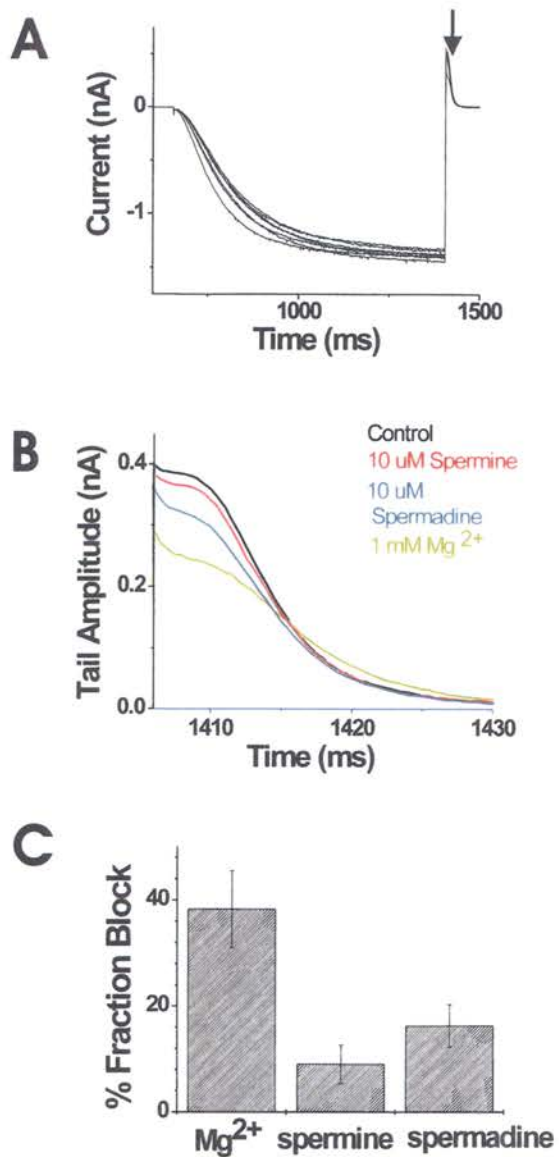 A
Current (nA)
0
-1
1000
1500
Time (ms)
B
Tail Amplitude (nA)
0.4
0.2
0.0
Control
10 uM Spermine
10 uM
Spermadine
1 mM Mg 2+
1410
1420
1430
Time (ms)
C
% Fraction Block
40
20
0
Mg2+
spermine
spermadine